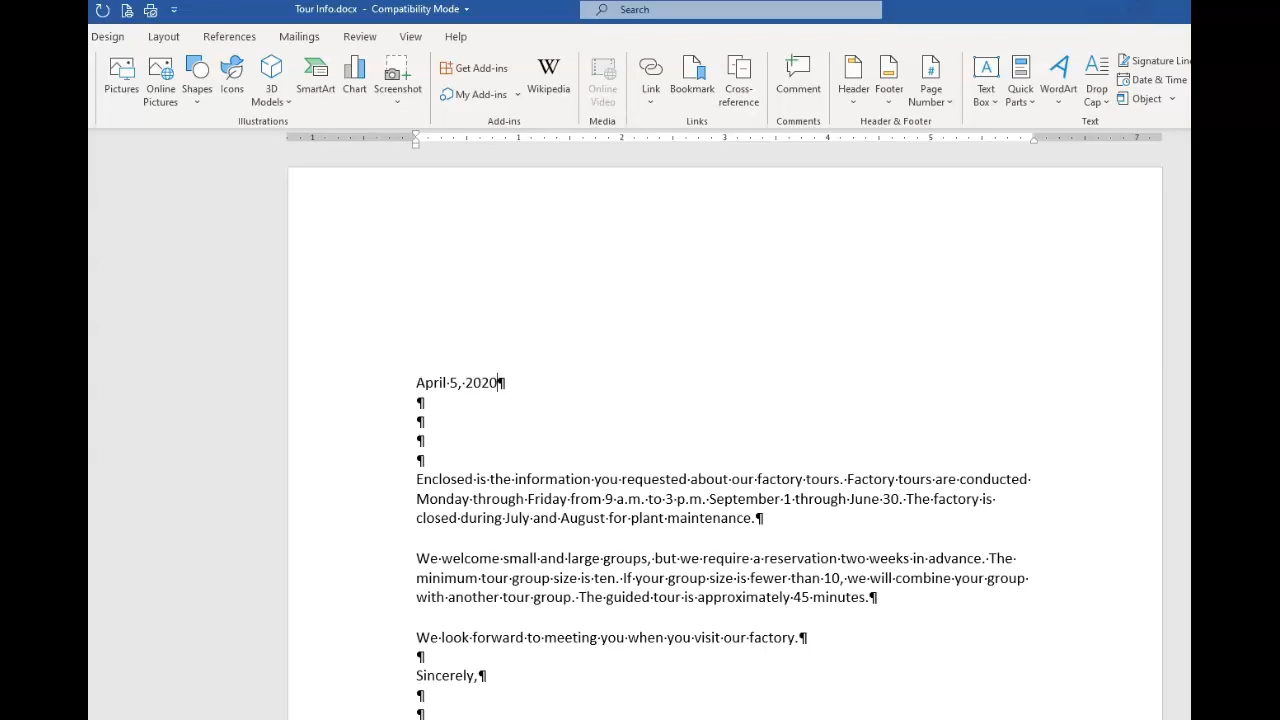 Tour Info.docx - Compatibility Mode
Search
Design Layout References Mailings Review View Help
Pictures Online Pictures Shapes Icons 3D Models SmartArt Chart Screenshot
Get Add-ins
My Add-ins
Wikipedia
Online Video
Link Bookmark Cross-reference
Comment
Header Footer Page Number
Text Box Quick Parts WordArt Drop Cap
Signature Line
Date & Time
Object
Illustrations Add-ins Media Links Comments Header & Footer Text
1 1 2 3 4 5 7
April·5,·2020¶
¶
¶
¶
¶
Enclosed·is·the·information·you·requested·about·our·factory·tours.·Factory·tours·are·conducted·
Monday·through·Friday·from·9·a.m.·to·3·p.m.·September·1·through·June·30.·The·factory·is·
closed·during·July·and·August·for·plant·maintenance.¶
We·welcome·small·and·large·groups,·but·we·require·a·reservation·two·weeks·in·advance.·The·
minimum·tour·group·size·is·ten.·If·your·group·size·is·fewer·than·10,·we·will·combine·your·group·
with·another·tour·group.·The·guided·tour·is·approximately·45·minutes.¶
We·look·forward·to·meeting·you·when·you·visit·our·factory.¶
¶
Sincerely,¶
¶
¶